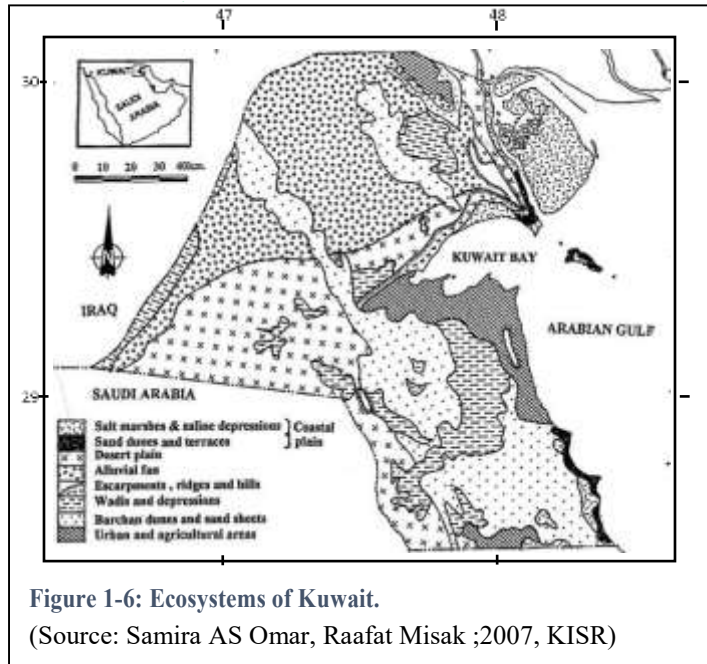 47
48
30
KUWAIT
SAUDI
ARABIA
0 10 20 30 40km.
N
KUWAIT BAY
IRAQ
ARABIAN GULF
29
SAUDI ARABIA
Salt marshes & saline depressions Coastal
Sand dunes and terraces plain
Desert plain
Alluvial fan
Escarpments, ridges and hills
Wadis and depressions
Barchan dunes and sand sheets
Urban and agricultural areas
Figure 1-6: Ecosystems of Kuwait.
(Source: Samira AS Omar, Raafat Misak ;2007, KISR)